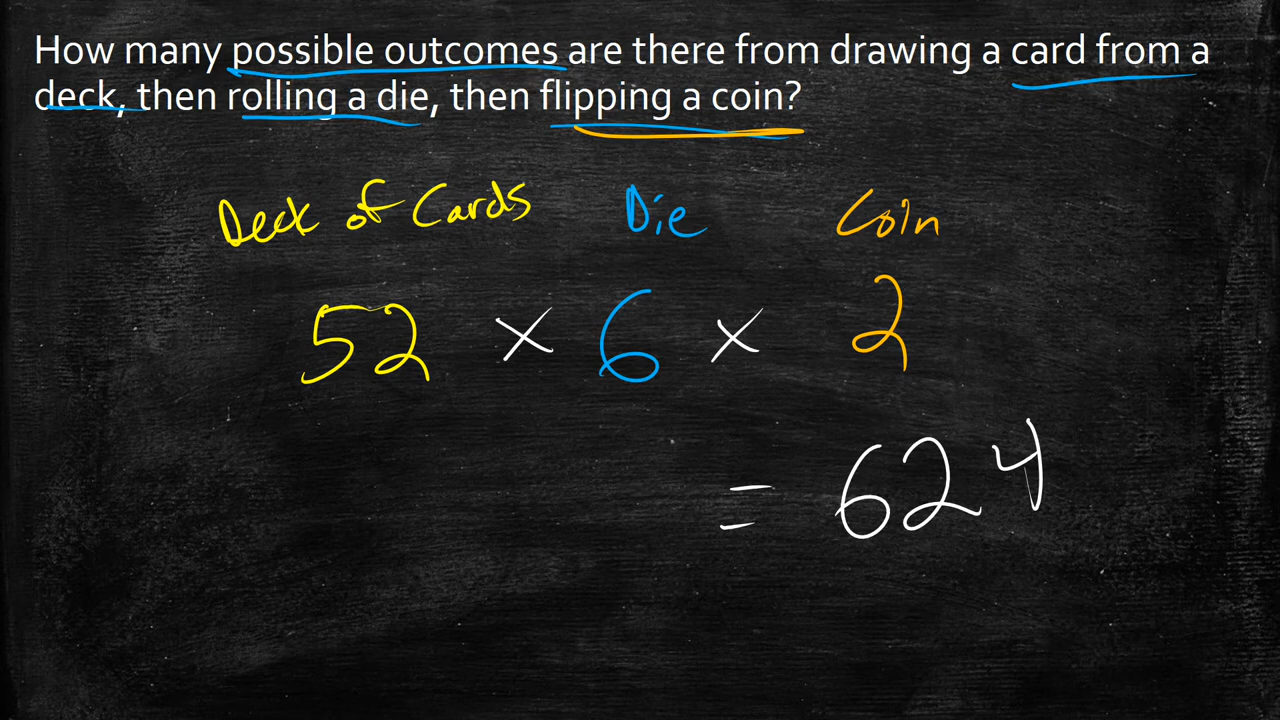 How many possible outcomes are there from drawing a card from a
deck, then rolling a die, then flipping a coin?
Deck of Cards Die Coin
52 × 6 × 2
= 624